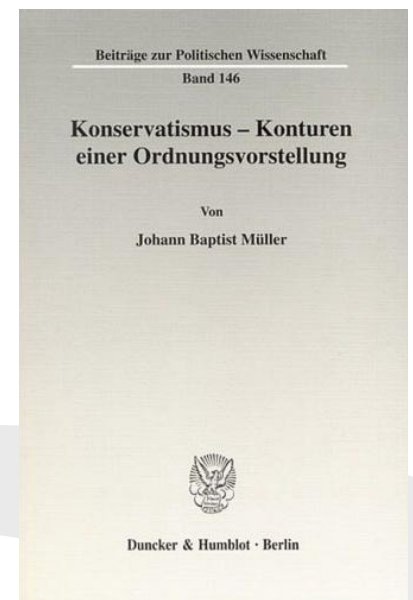 Beiträge zur Politischen Wissenschaft
Band 146
Konservatismus – Konturen
einer Ordnungsvorstellung
Von
Johann Baptist Müller
Duncker & Humblot · Berlin